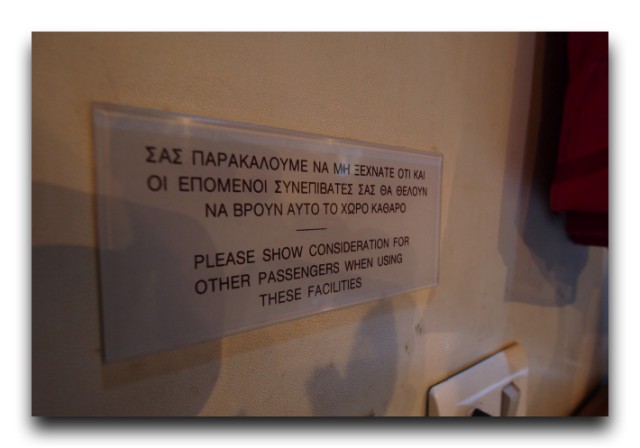 ΣΑΣ ΠΑΡΑΚΑΛΟΥΜΕ ΝΑ ΜΗ ΞΕΧΝΑΤΕ ΟΤΙ ΚΑΙ
ΟΙ ΕΠΟΜΕΝΟΙ ΣΥΝΕΠΙΒΑΤΕΣ ΣΑΣ ΘΑ ΘΕΛΟΥΝ
ΝΑ ΒΡΟΥΝ ΑΥΤΟ ΤΟ ΧΩΡΟ ΚΑΘΑΡΟ
PLEASE SHOW CONSIDERATION FOR
OTHER PASSENGERS WHEN USING
THESE FACILITIES